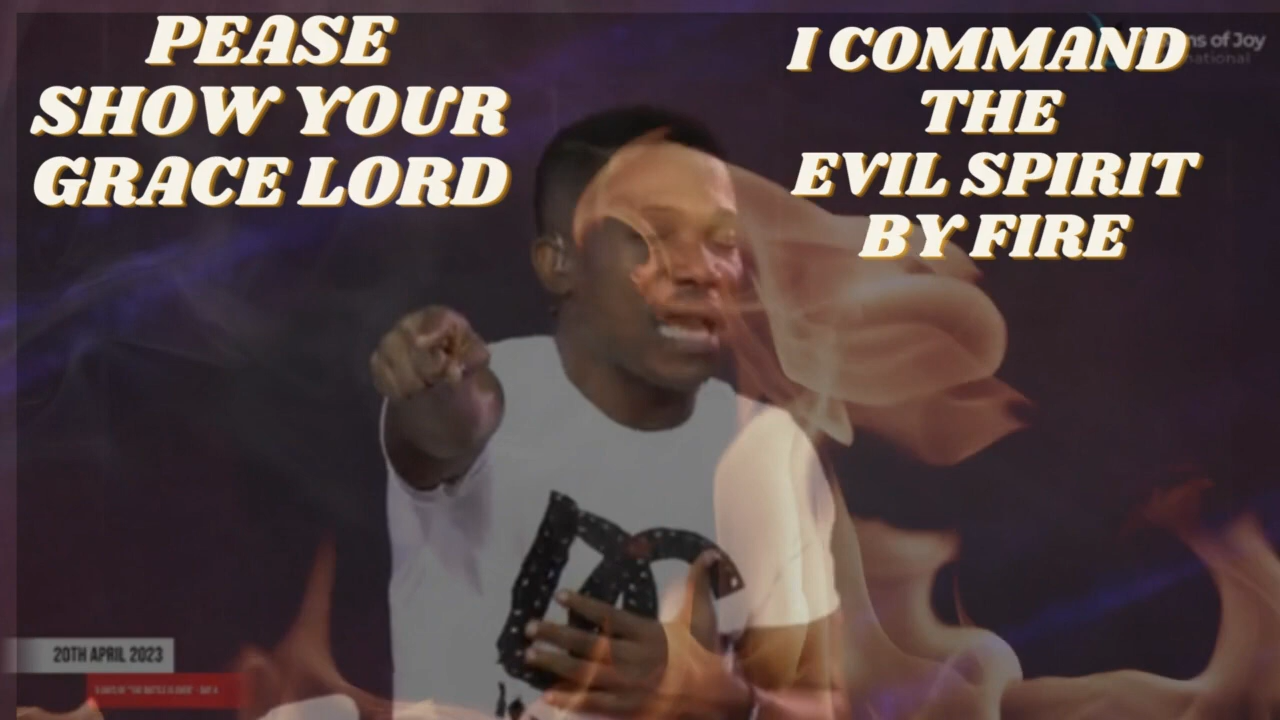 PEASE
SHOW YOUR
GRACE LORD
I COMMAND
THE
EVIL SPIRIT
BY FIRE
ns of Joy
national
20TH APRIL 2023